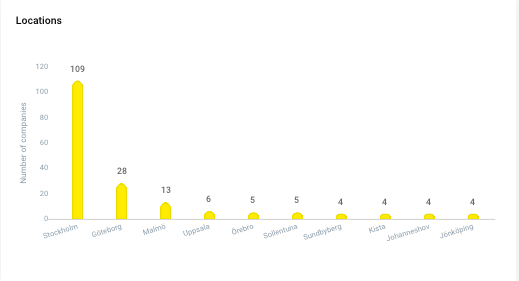 Locations
Number of companies
120
100
80
60
40
20
0
109
28
13
6
5
5
4
4
4
4
Stockholm
Göteborg
Malmö
Uppsala
Örebro
Sollentuna
Sundbyberg
Kista
Johanneshov
Jönköping